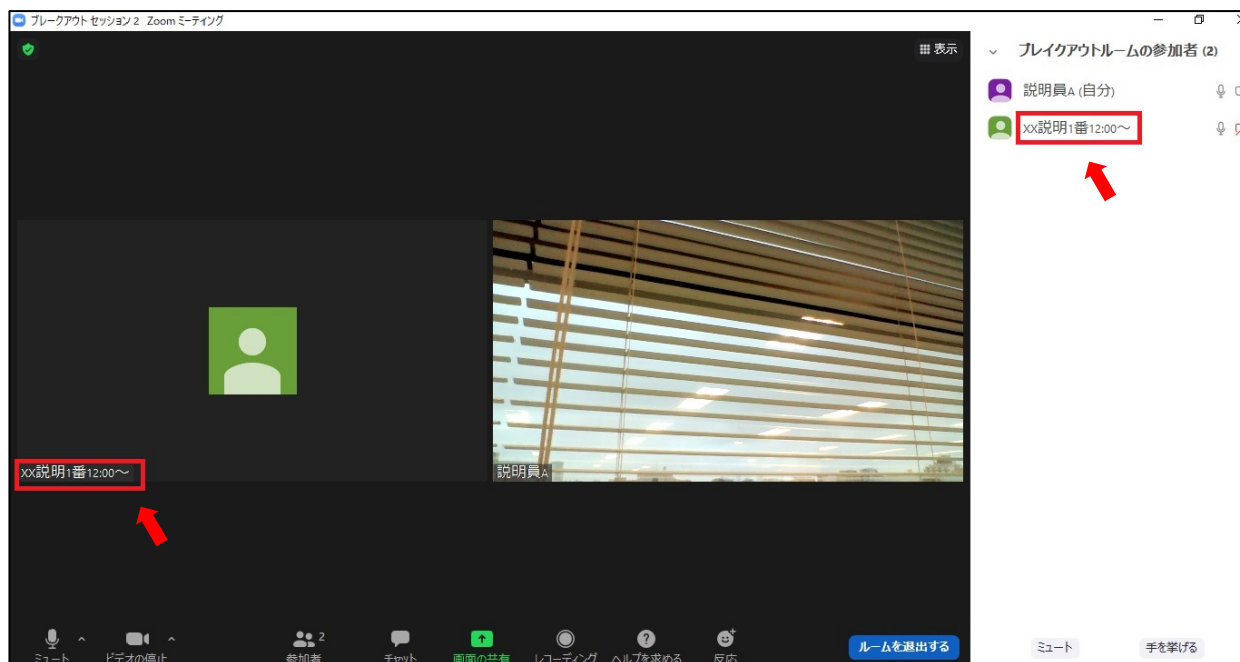 ブレークアウト セッション 2 Zoom ミーティング
表示
ブレイクアウトルームの参加者 (2)
説明員A (自分)
XX説明1番12:00～
XX説明1番12:00～
説明員A
2
ミュート
ビデオの停止
参加者
チャット
画面の共有
レコーディング
ヘルプを求める
反応
ルームを退出する
ミュート
手を挙げる